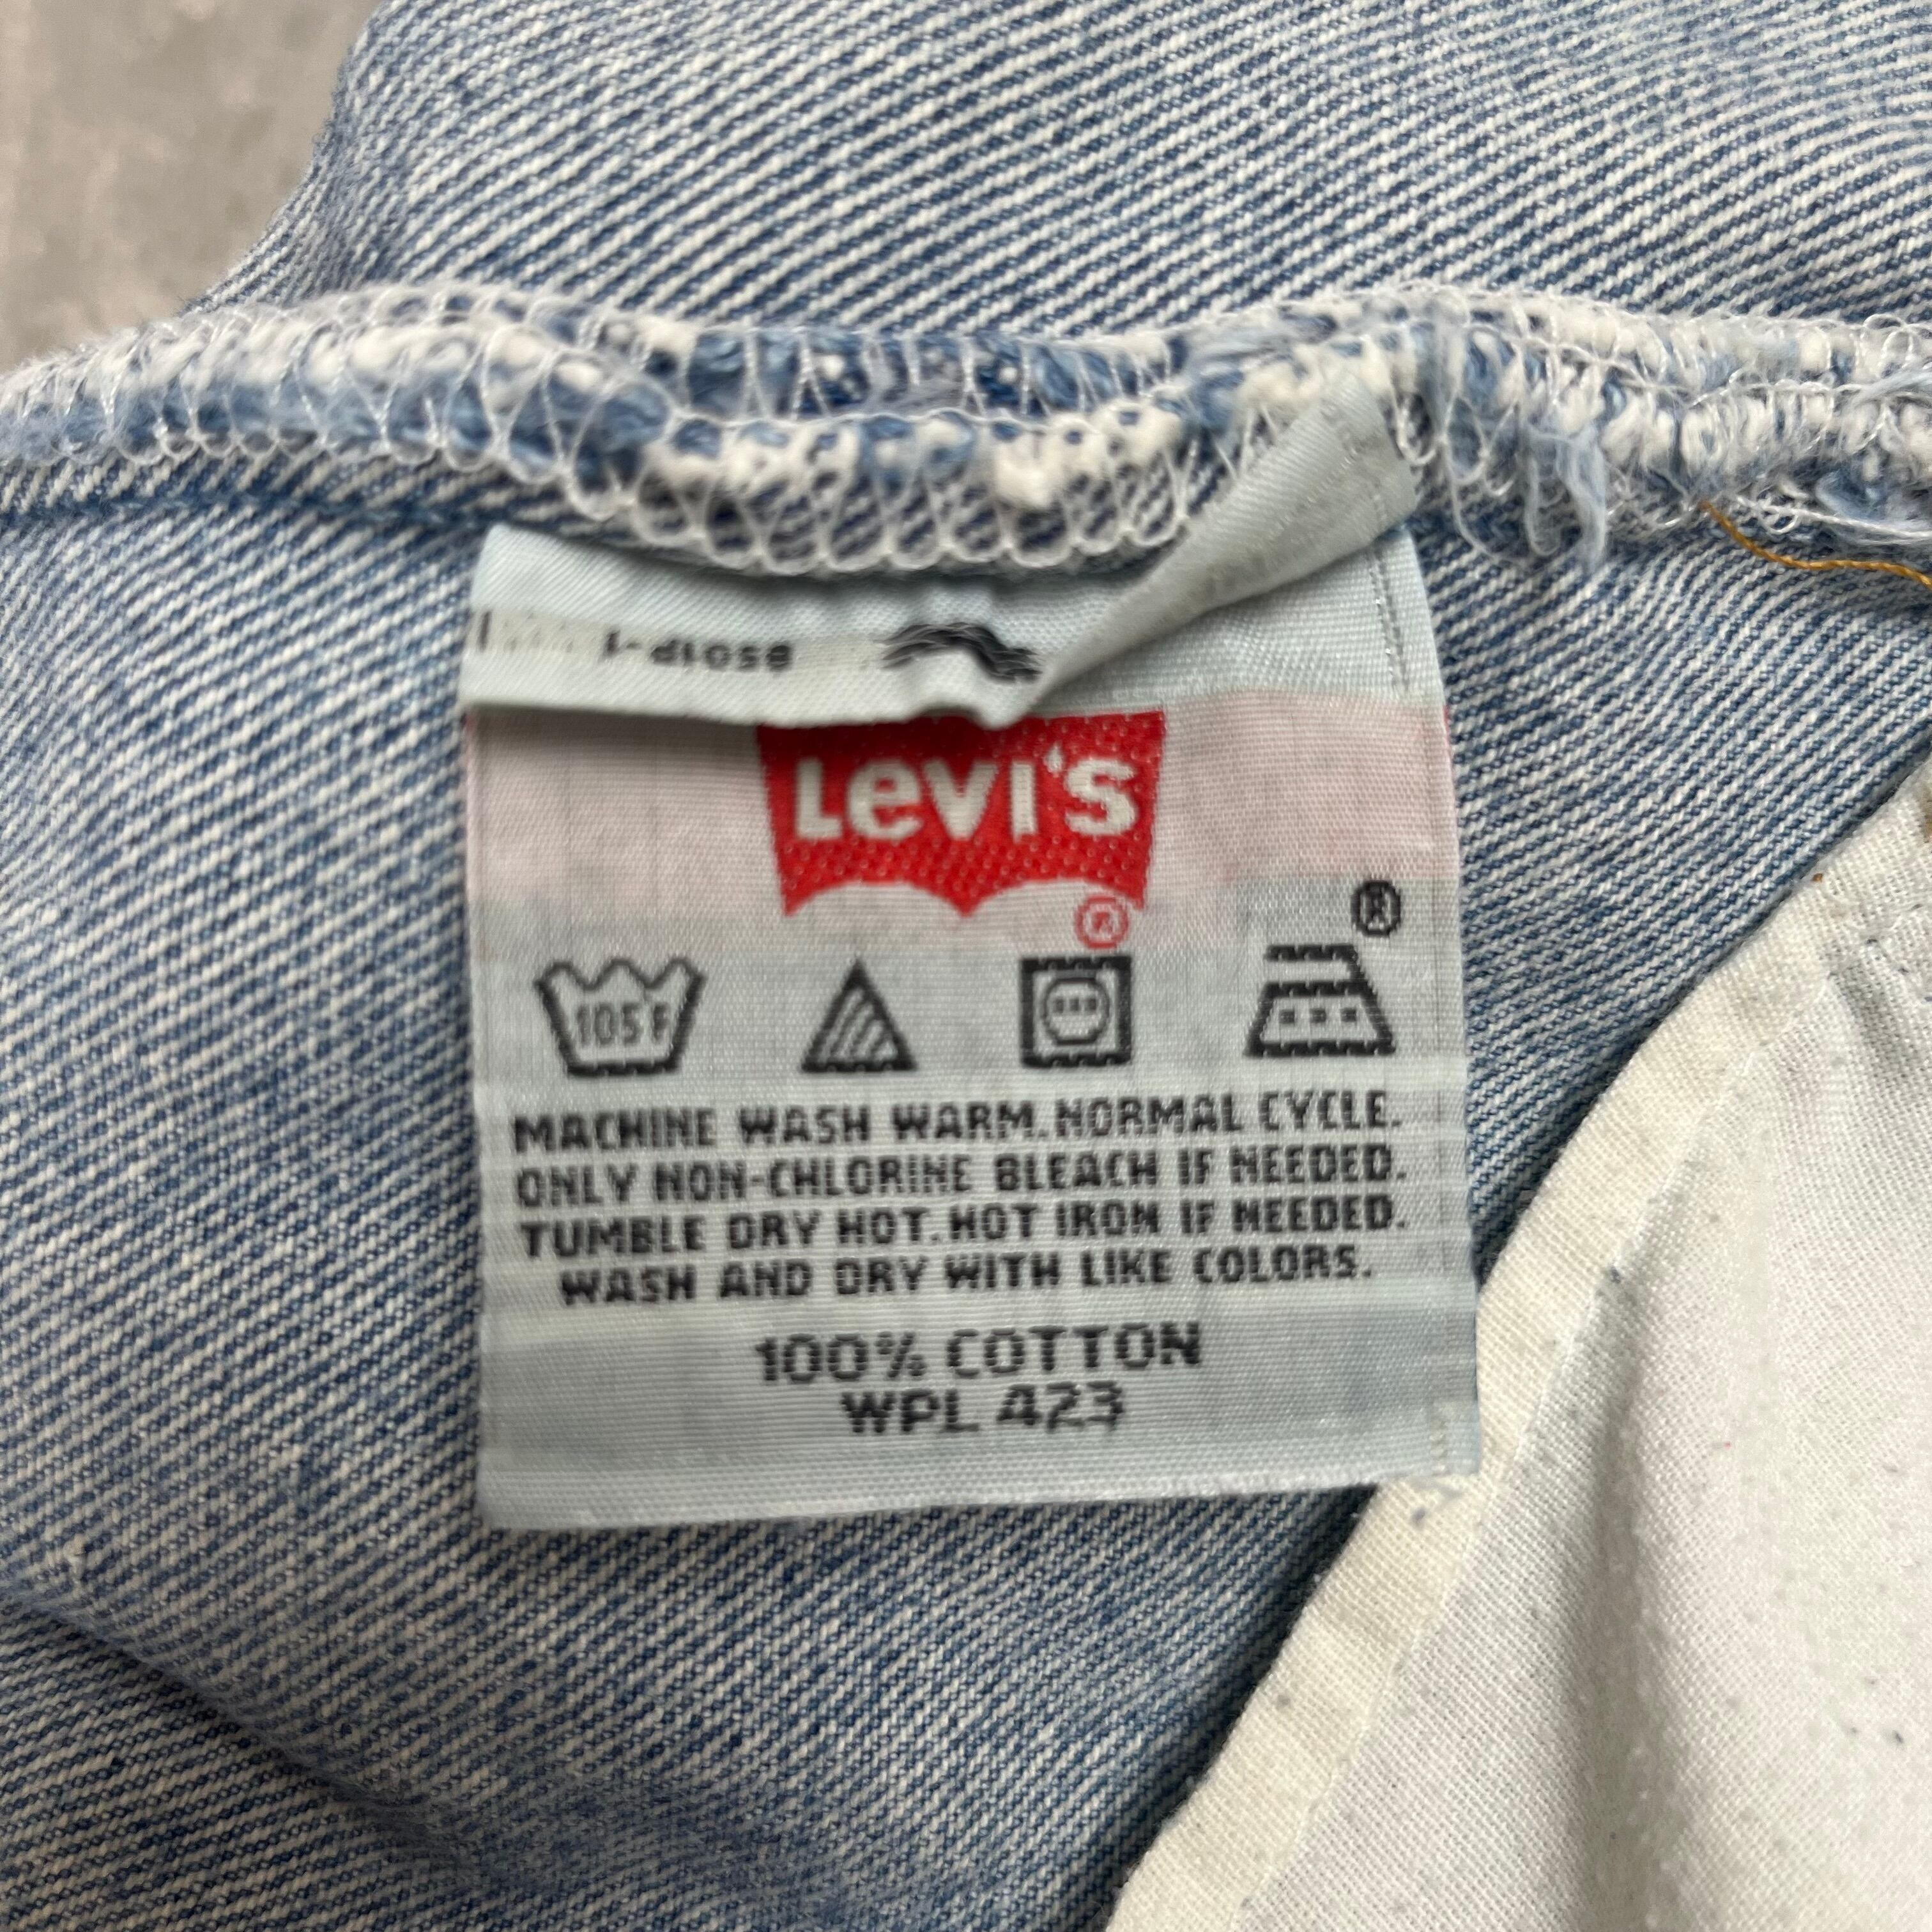 Levi's
®
®
105 F
MACHINE WASH WARM. NORMAL CYCLE.
ONLY NON-CHLORINE BLEACH IF NEEDED.
TUMBLE DRY HOT. HOT IRON IF NEEDED.
WASH AND DRY WITH LIKE COLORS.
100% COTTON
WPL 423